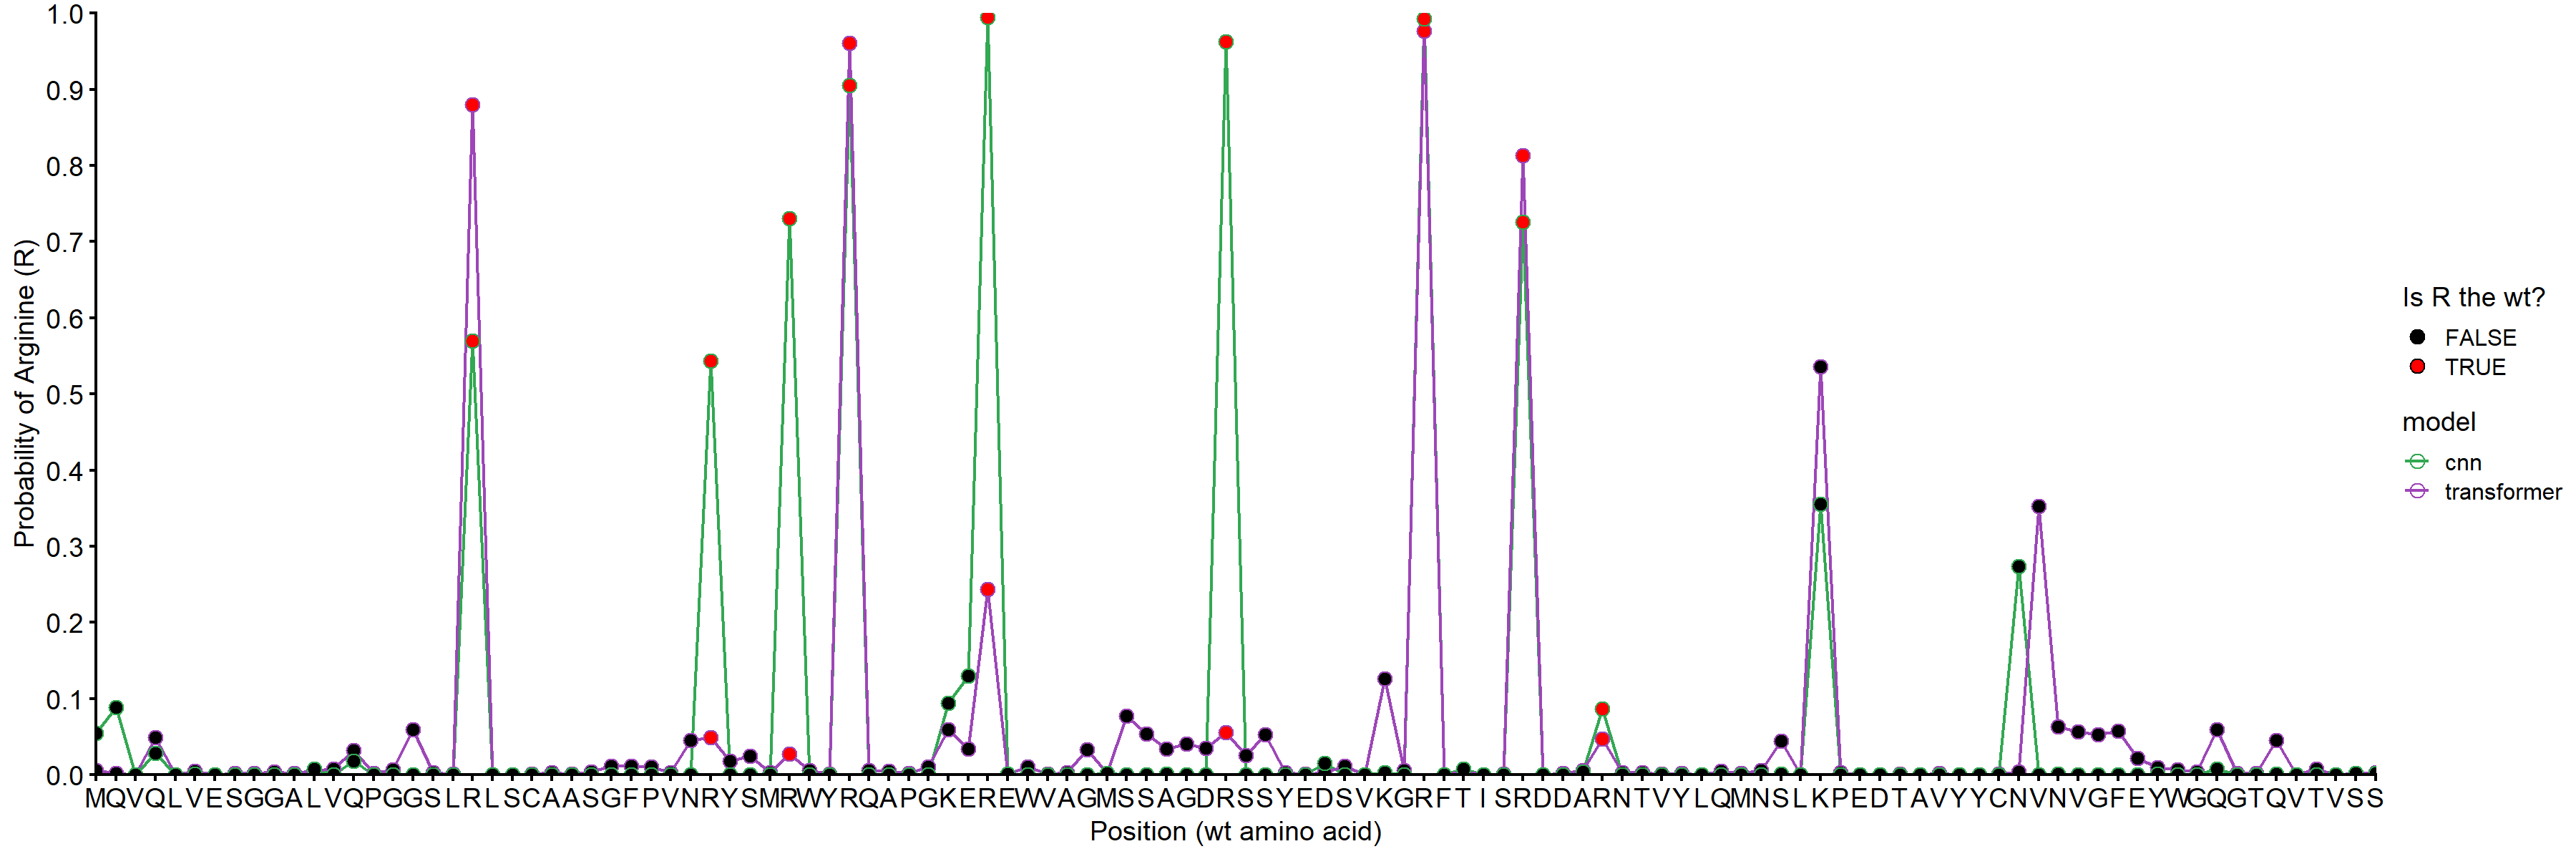 1.0
0.9
0.8
0.7
0.6
0.5
0.4
0.3
0.2
0.1
0.0
Probability of Arginine (R)
MQVQLVESGGALVQPGGSLRLSCAASGFPVNRYSMRWYRQAPGKEREWVAGMSSAGDRSSYEDSVKGRFTISRDDARNTVYLQMNSLKPEDTAVYYCNVNVGFEYWGQGTQVTVSS
Position (wt amino acid)
Is R the wt?
FALSE
TRUE
model
cnn
transformer